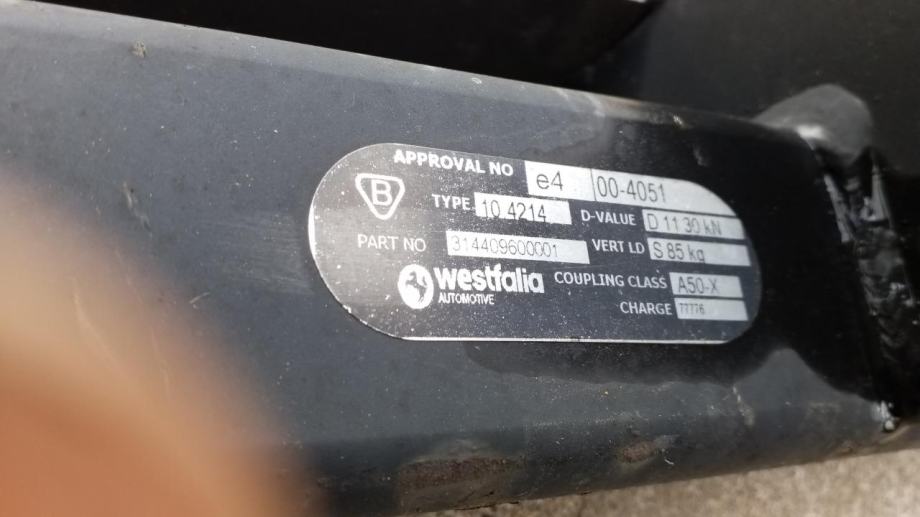 APPROVAL NO e4 00-4051
B
TYPE 10.4214 D-VALUE D 11.30 kN
PART NO 314409600001 VERT LD S 85 kg
westfalia COUPLING CLASS A50-X
AUTOMOTIVE
CHARGE 77776